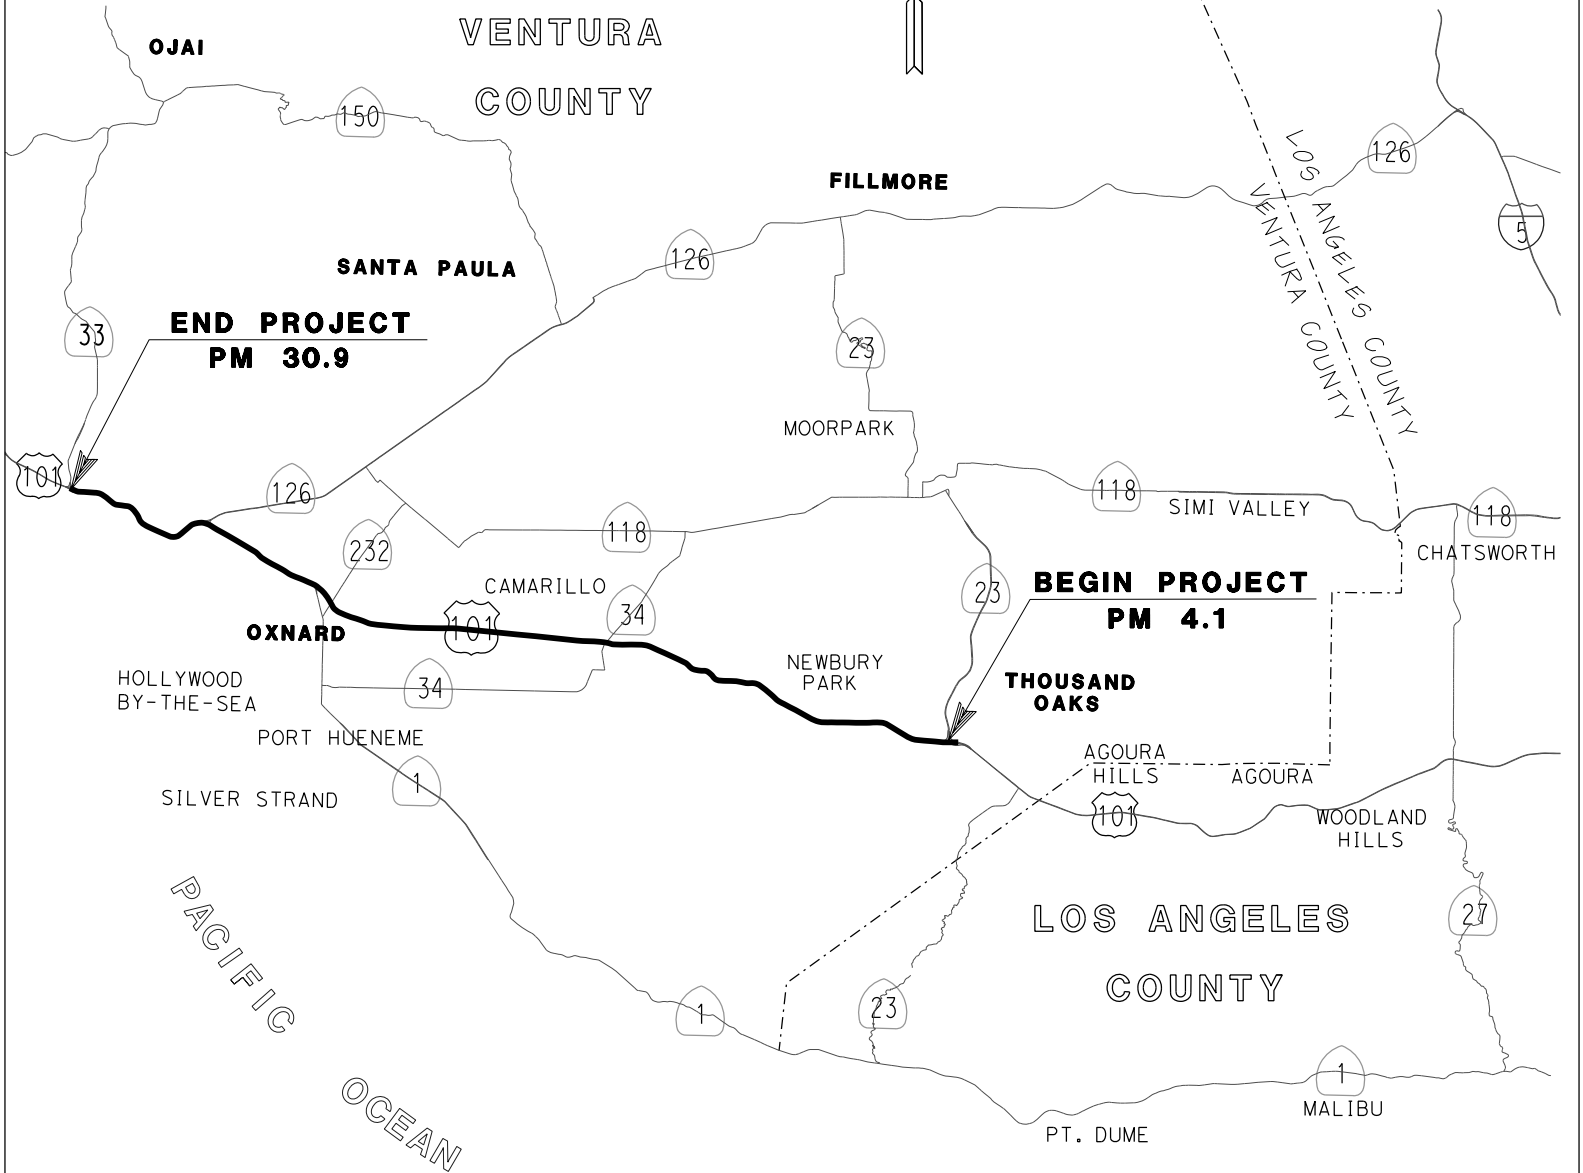 VENTURA
COUNTY
OJAI
150
FILLMORE
126
LOS ANGELES COUNTY
VENTURA COUNTY
5
SANTA PAULA
126
END PROJECT
PM 30.9
33
23
MOORPARK
101
126
232
118
118
SIMI VALLEY
118
CHATSWORTH
CAMARILLO
34
23
BEGIN PROJECT
PM 4.1
OXNARD
101
HOLLYWOOD
BY-THE-SEA
34
NEWBURY
PARK
THOUSAND
OAKS
PORT HUENEME
1
SILVER STRAND
AGOURA
HILLS
AGOURA
101
WOODLAND
HILLS
PACIFIC
OCEAN
LOS ANGELES
COUNTY
27
1
23
1
MALIBU
PT. DUME